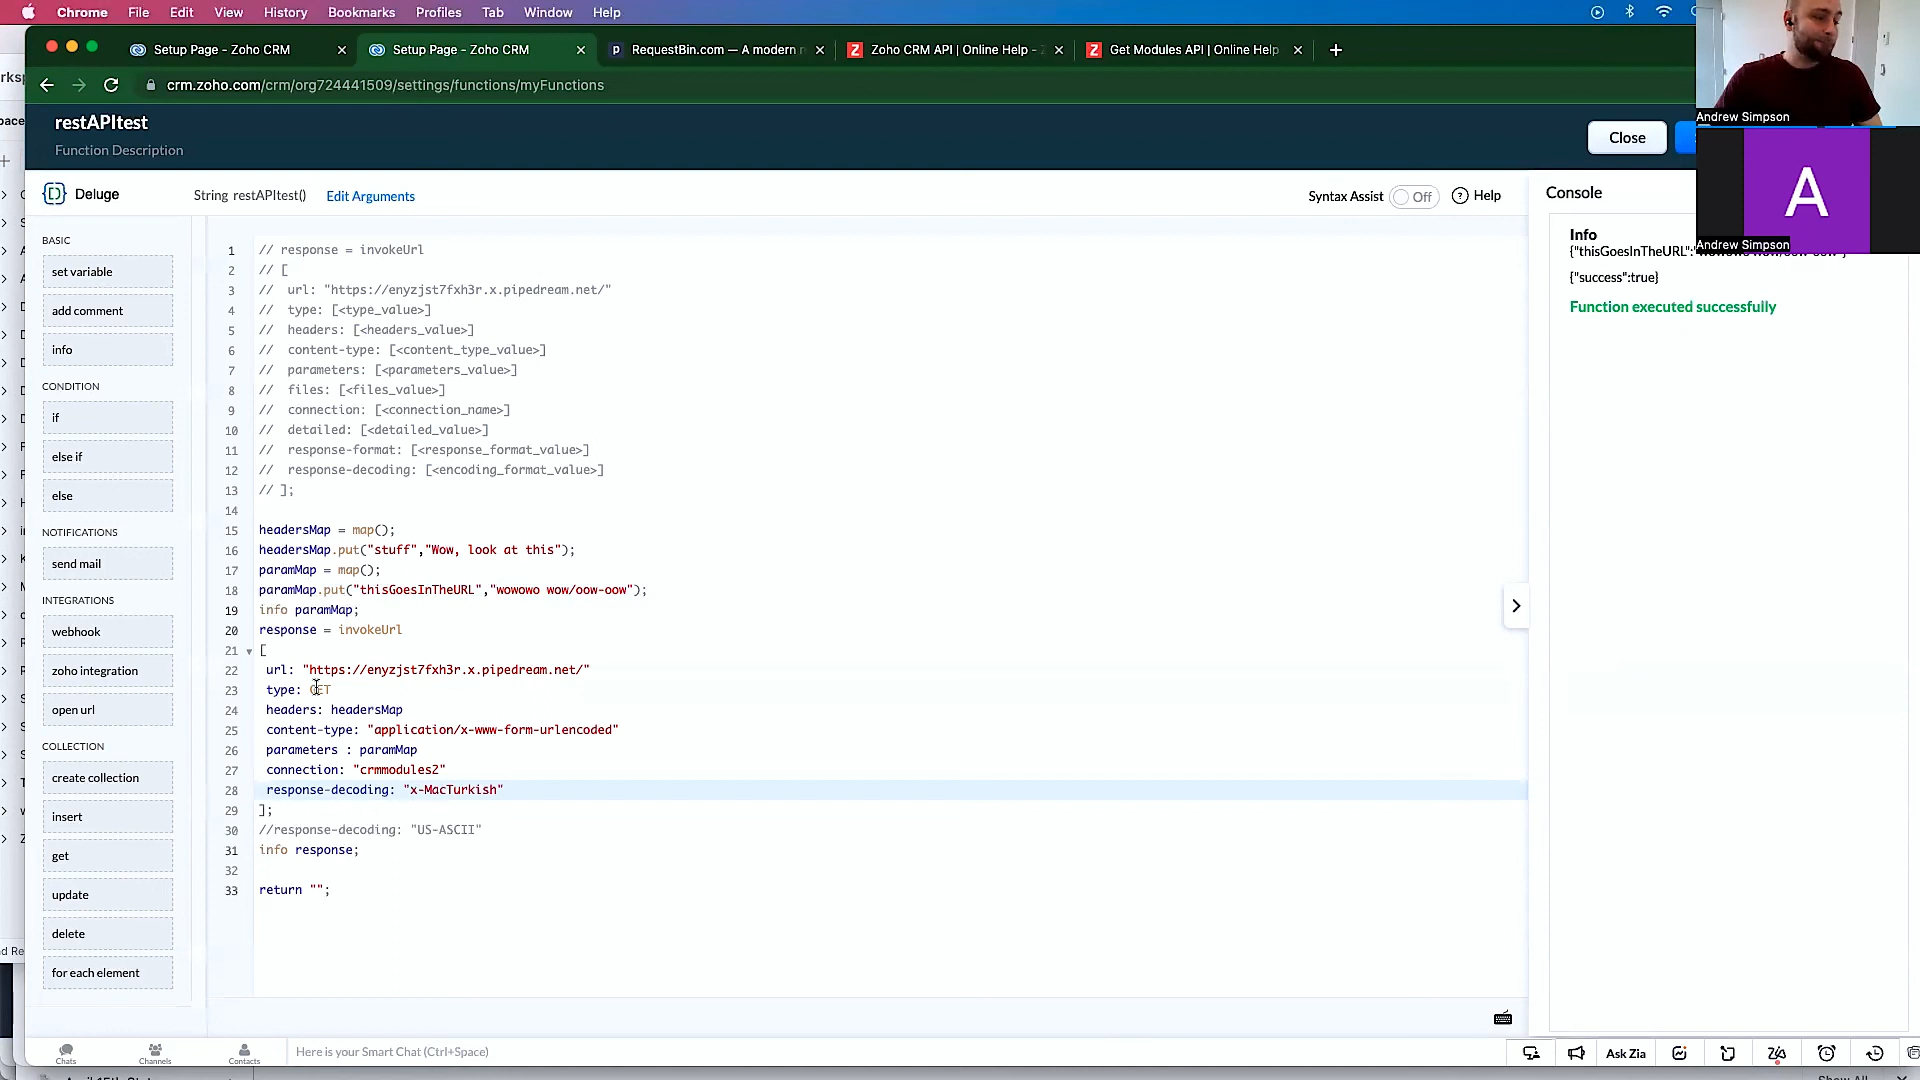 Chrome File Edit View History Bookmarks Profiles Tab Window Help
Setup Page - Zoho CRM
Setup Page - Zoho CRM
RequestBin.com — A modern r
Zoho CRM API | Online Help -
Get Modules API | Online Help
crm.zoho.com/crm/org724441509/settings/functions/myFunctions
restAPItest
Function Description
Close
Andrew Simpson
A
Andrew Simpson
Deluge
String restAPItest()
Edit Arguments
Syntax Assist Off
Help
Console
BASIC
set variable
add comment
info
CONDITION
if
else if
else
NOTIFICATIONS
send mail
INTEGRATIONS
webhook
zoho integration
open url
COLLECTION
create collection
insert
get
update
delete
for each element
1 // response = invokeUrl
2 // [
3 // url: "https://enyzjst7fxh3r.x.pipedream.net/"
4 // type: [<type_value>]
5 // headers: [<headers_value>]
6 // content-type: [<content_type_value>]
7 // parameters: [<parameters_value>]
8 // files: [<files_value>]
9 // connection: [<connection_name>]
10 // detailed: [<detailed_value>]
11 // response-format: [<response_format_value>]
12 // response-decoding: [<encoding_format_value>]
13 // ];
14
15 headersMap = map();
16 headersMap.put("stuff","Wow, look at this");
17 paramMap = map();
18 paramMap.put("thisGoesInTheURL","wowowo wow/oow-oow");
19 info paramMap;
20 response = invokeUrl
21 [
22 url: "https://enyzjst7fxh3r.x.pipedream.net/"
23 type: GET
24 headers: headersMap
25 content-type: "application/x-www-form-urlencoded"
26 parameters : paramMap
27 connection: "crmmodules2"
28 response-decoding: "x-MacTurkish"
29 ];
30 //response-decoding: "US-ASCII"
31 info response;
32
33 return "";
Info
{"thisGoesInTheURL":
{"success":true}
Function executed successfully
Chats
Channels
Contacts
Here is your Smart Chat (Ctrl+Space)
Ask Zia